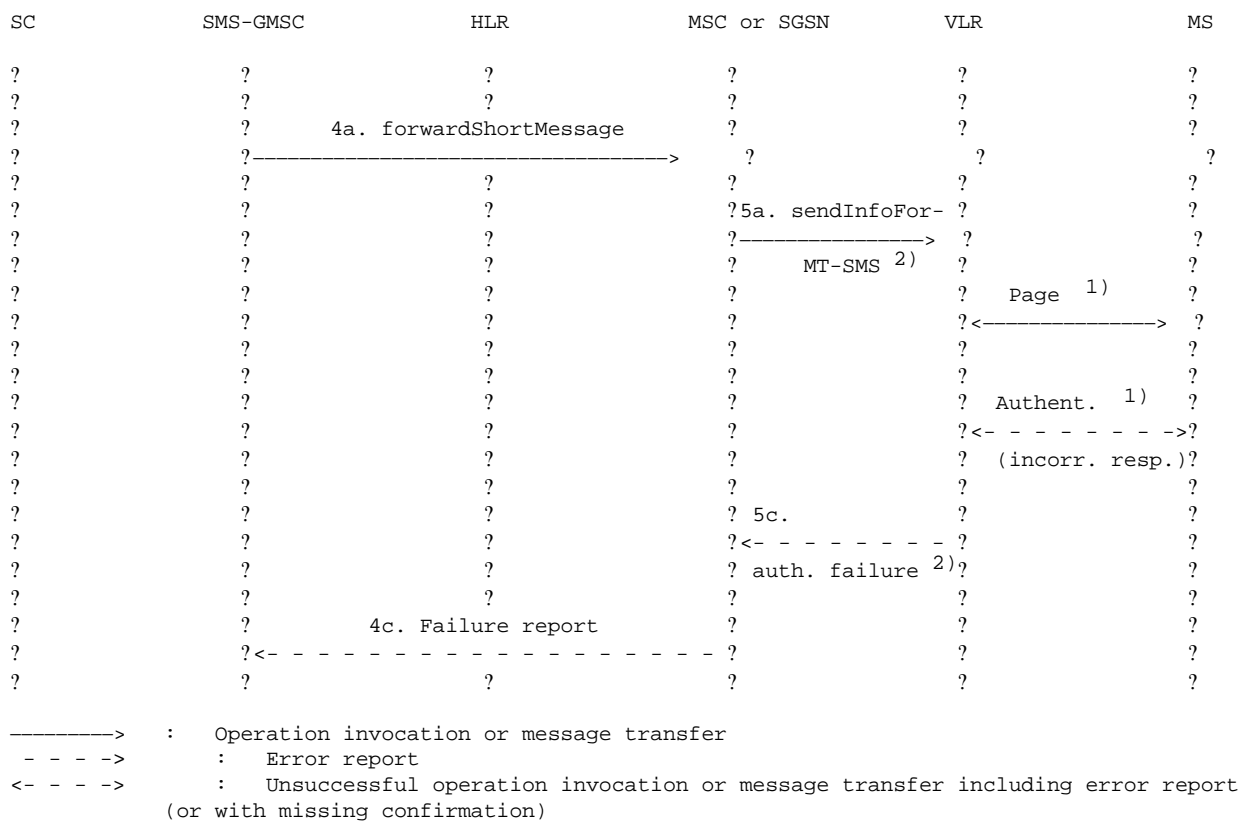 SC SMS-GMSC HLR MSC or SGSN VLR MS
? ? ? ? ? ?
? ? ? ? ? ?
? ? 4a. forwardShortMessage ? ? ?
? ?———————————————————————————————————> ? ? ?
? ? ? ? ? ?
? ? ? ?5a. sendInfoFor- ? ?
? ? ? ?————————————————> ? ?
? ? ? ? MT-SMS 2) ? ?
? ? ? ? ? Page 1) ?
? ? ? ? ?<———————————————> ?
? ? ? ? ? ?
? ? ? ? ? ?
? ? ? ? ? Authent. 1) ?
? ? ? ? ?<- - - - - - - ->?
? ? ? ? ? (incorr. resp.)?
? ? ? ? ? ?
? ? ? ? 5c. ? ?
? ? ? ?<- - - - - - - - ? ?
? ? ? ? auth. failure 2)? ?
? ? ? ? ? ?
? ? 4c. Failure report ? ? ?
? ?<- - - - - - - - - - - - - - - - - - - - ? ? ?
? ? ? ? ? ?
—————————> : Operation invocation or message transfer
- - - -> : Error report
<- - - -> : Unsuccessful operation invocation or message transfer including error report
(or with missing confirmation)